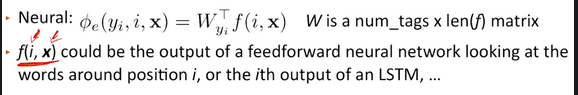 • Neural: ϕₑ(yᵢ, i, x) = W⊤yᵢ f(i, x) W is a num_tags x len(f) matrix
• f(i, x) could be the output of a feedforward neural network looking at the
words around position i, or the ith output of an LSTM, ...